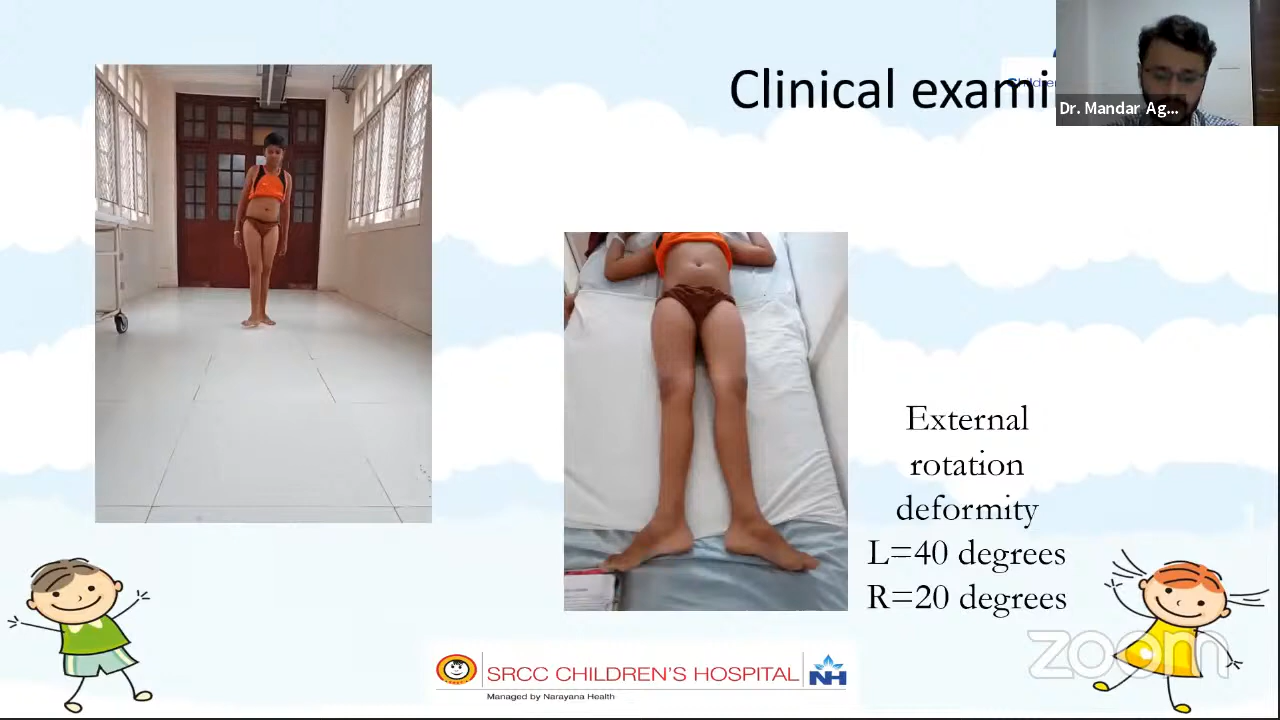 Clinical exami
Dr. Mandar Ag...
External
rotation
deformity
L=40 degrees
R=20 degrees
zoom
SRCC CHILDREN'S HOSPITAL
NH
Managed by Narayana Health